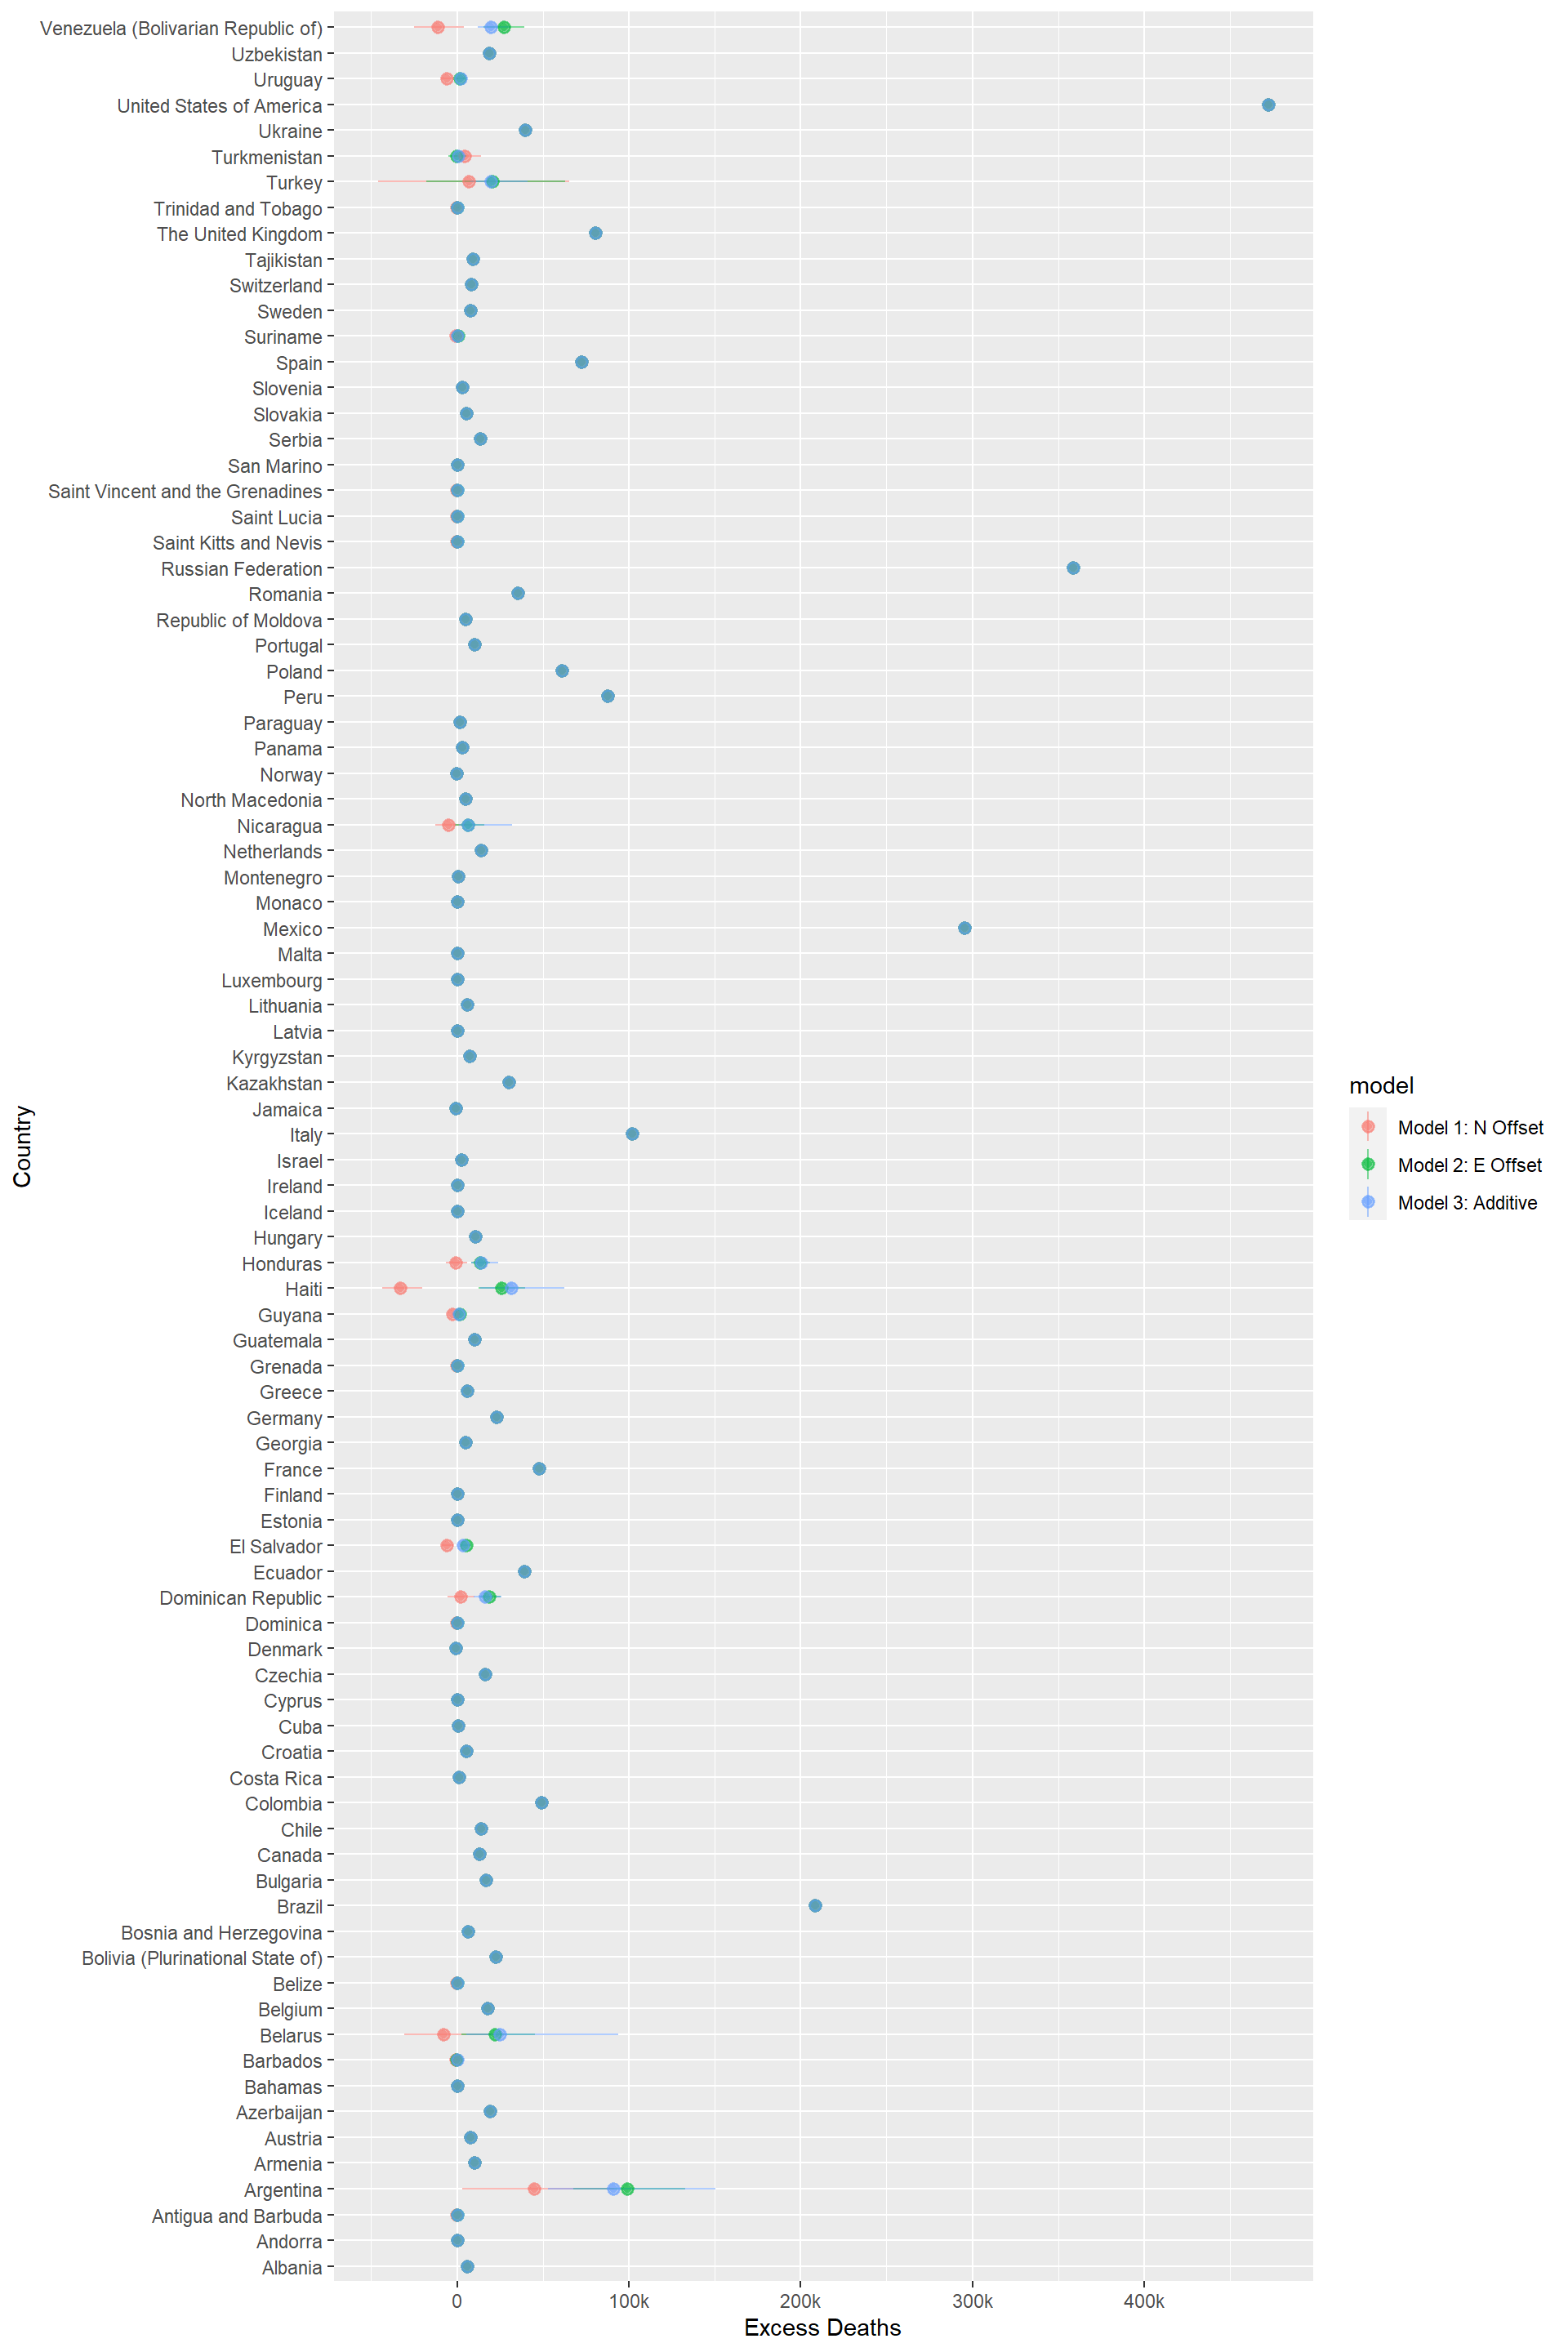 Venezuela (Bolivarian Republic of)
Uzbekistan
Uruguay
United States of America
Ukraine
Turkmenistan
Turkey
Trinidad and Tobago
The United Kingdom
Tajikistan
Switzerland
Sweden
Suriname
Spain
Slovenia
Slovakia
Serbia
San Marino
Saint Vincent and the Grenadines
Saint Lucia
Saint Kitts and Nevis
Russian Federation
Romania
Republic of Moldova
Portugal
Poland
Peru
Paraguay
Panama
Norway
North Macedonia
Nicaragua
Netherlands
Montenegro
Monaco
Mexico
Malta
Luxembourg
Lithuania
Latvia
Kyrgyzstan
Kazakhstan
Jamaica
Italy
Israel
Ireland
Iceland
Hungary
Honduras
Haiti
Guyana
Guatemala
Grenada
Greece
Germany
Georgia
France
Finland
Estonia
El Salvador
Ecuador
Dominican Republic
Dominica
Denmark
Czechia
Cyprus
Cuba
Croatia
Costa Rica
Colombia
Chile
Canada
Bulgaria
Brazil
Bosnia and Herzegovina
Bolivia (Plurinational State of)
Belize
Belgium
Belarus
Barbados
Bahamas
Azerbaijan
Austria
Armenia
Argentina
Antigua and Barbuda
Andorra
Albania
Country
0 100k 200k 300k 400k
Excess Deaths
model
Model 1: N Offset
Model 2: E Offset
Model 3: Additive